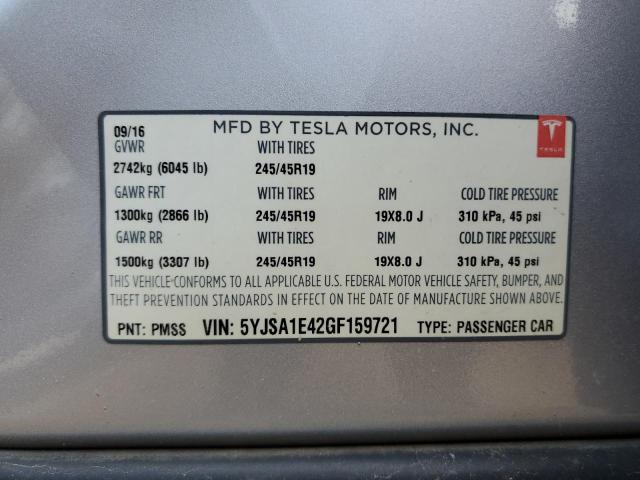 09/16 MFD BY TESLA MOTORS, INC. TESLA
GVWR WITH TIRES
2742kg (6045 lb) 245/45R19
GAWR FRT WITH TIRES RIM COLD TIRE PRESSURE
1300kg (2866 lb) 245/45R19 19X8.0 J 310 kPa, 45 psi
GAWR RR WITH TIRES RIM COLD TIRE PRESSURE
1500kg (3307 lb) 245/45R19 19X8.0 J 310 kPa, 45 psi
THIS VEHICLE CONFORMS TO ALL APPLICABLE U.S. FEDERAL MOTOR VEHICLE SAFETY, BUMPER, AND
THEFT PREVENTION STANDARDS IN EFFECT ON THE DATE OF MANUFACTURE SHOWN ABOVE.
PNT: PMSS VIN: 5YJSA1E42GF159721 TYPE: PASSENGER CAR